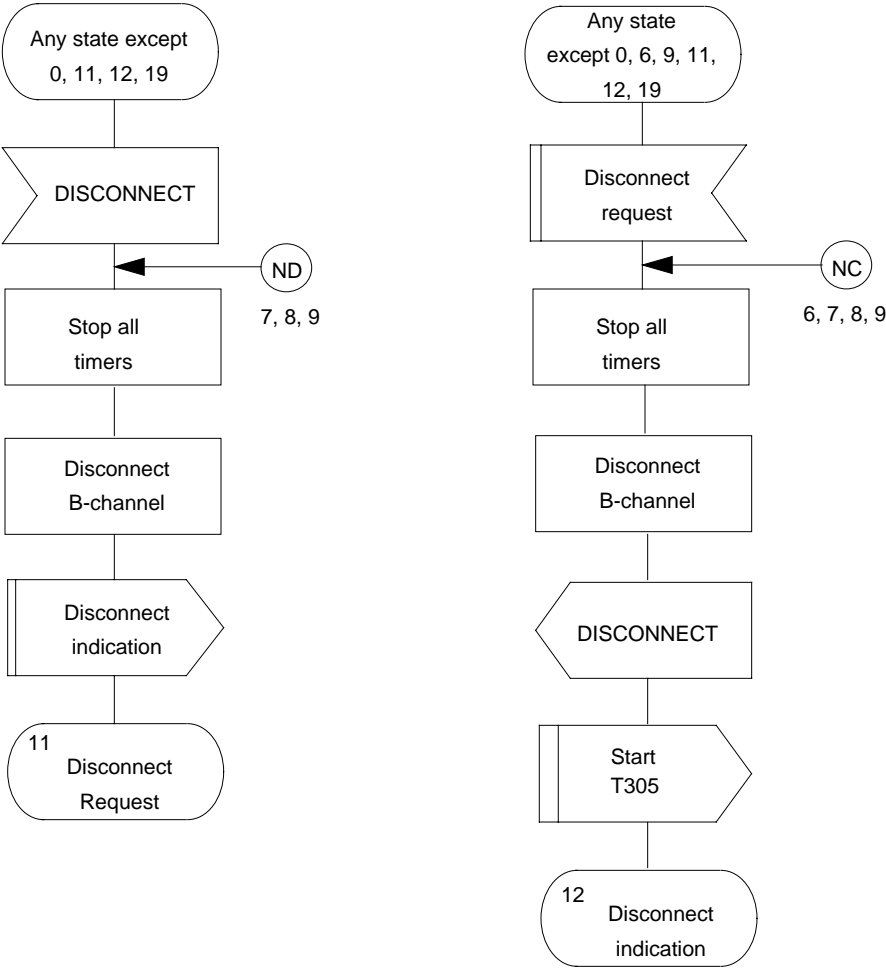 Any state except
0, 11, 12, 19
DISCONNECT
ND
7, 8, 9
Stop all
timers
Disconnect
B-channel
Disconnect
indication
11
Disconnect
Request
Any state
except 0, 6, 9, 11,
12, 19
Disconnect
request
NC
6, 7, 8, 9
Stop all
timers
Disconnect
B-channel
DISCONNECT
Start
T305
12
Disconnect
indication